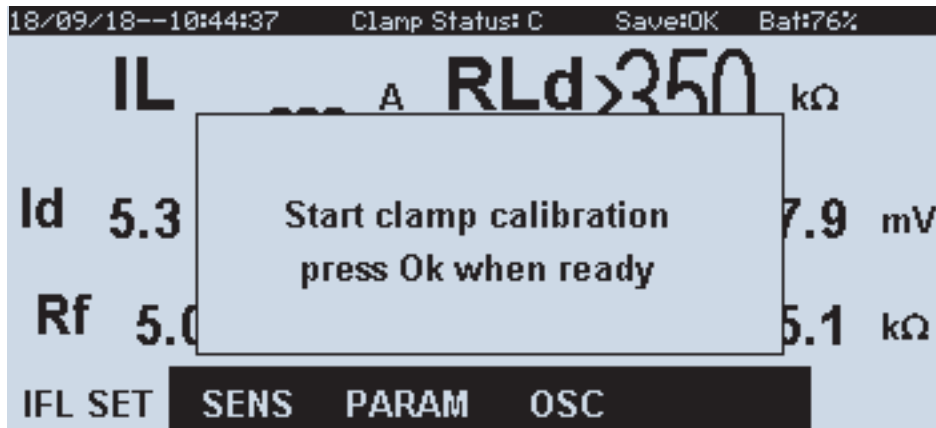 18/09/18--10:44:37 Clamp Status: C Save:OK Bat:76%
IL --- A RLd >350 kΩ
Start clamp calibration
press Ok when ready
Id 5.3 7.9 mV
Rf 5.0 5.1 kΩ
IFL SET SENS PARAM OSC